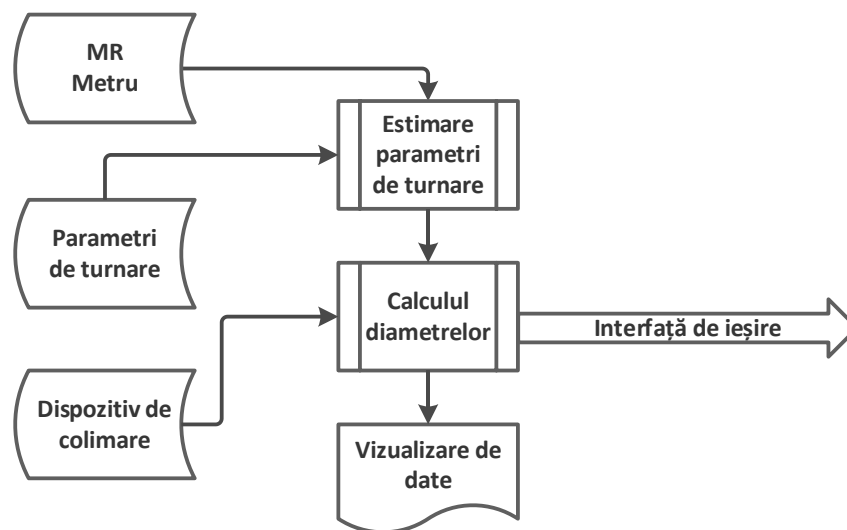 MR
Metru
Estimare
parametri
de turnare
Parametri
de turnare
Calculul
diametrelor
Interfață de ieșire
Dispozitiv de
colimare
Vizualizare de
date